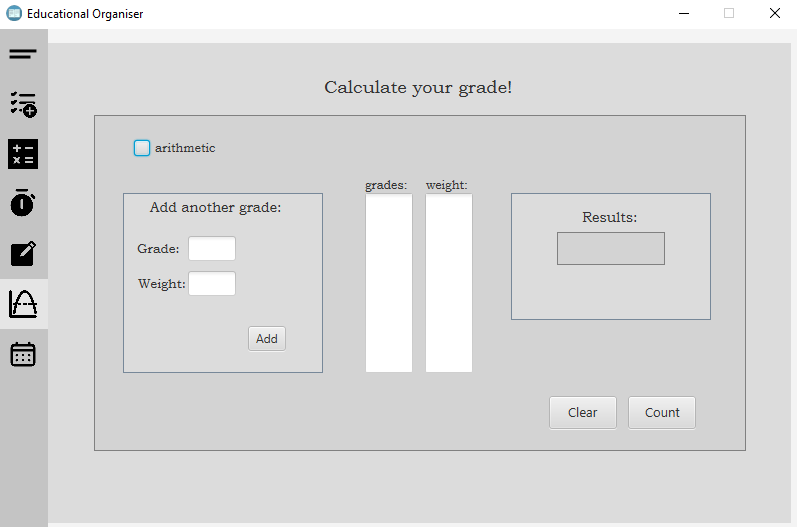 Educational Organiser
Calculate your grade!
arithmetic
grades: weight:
Add another grade:
Grade:
Weight:
Add
Results:
Clear Count